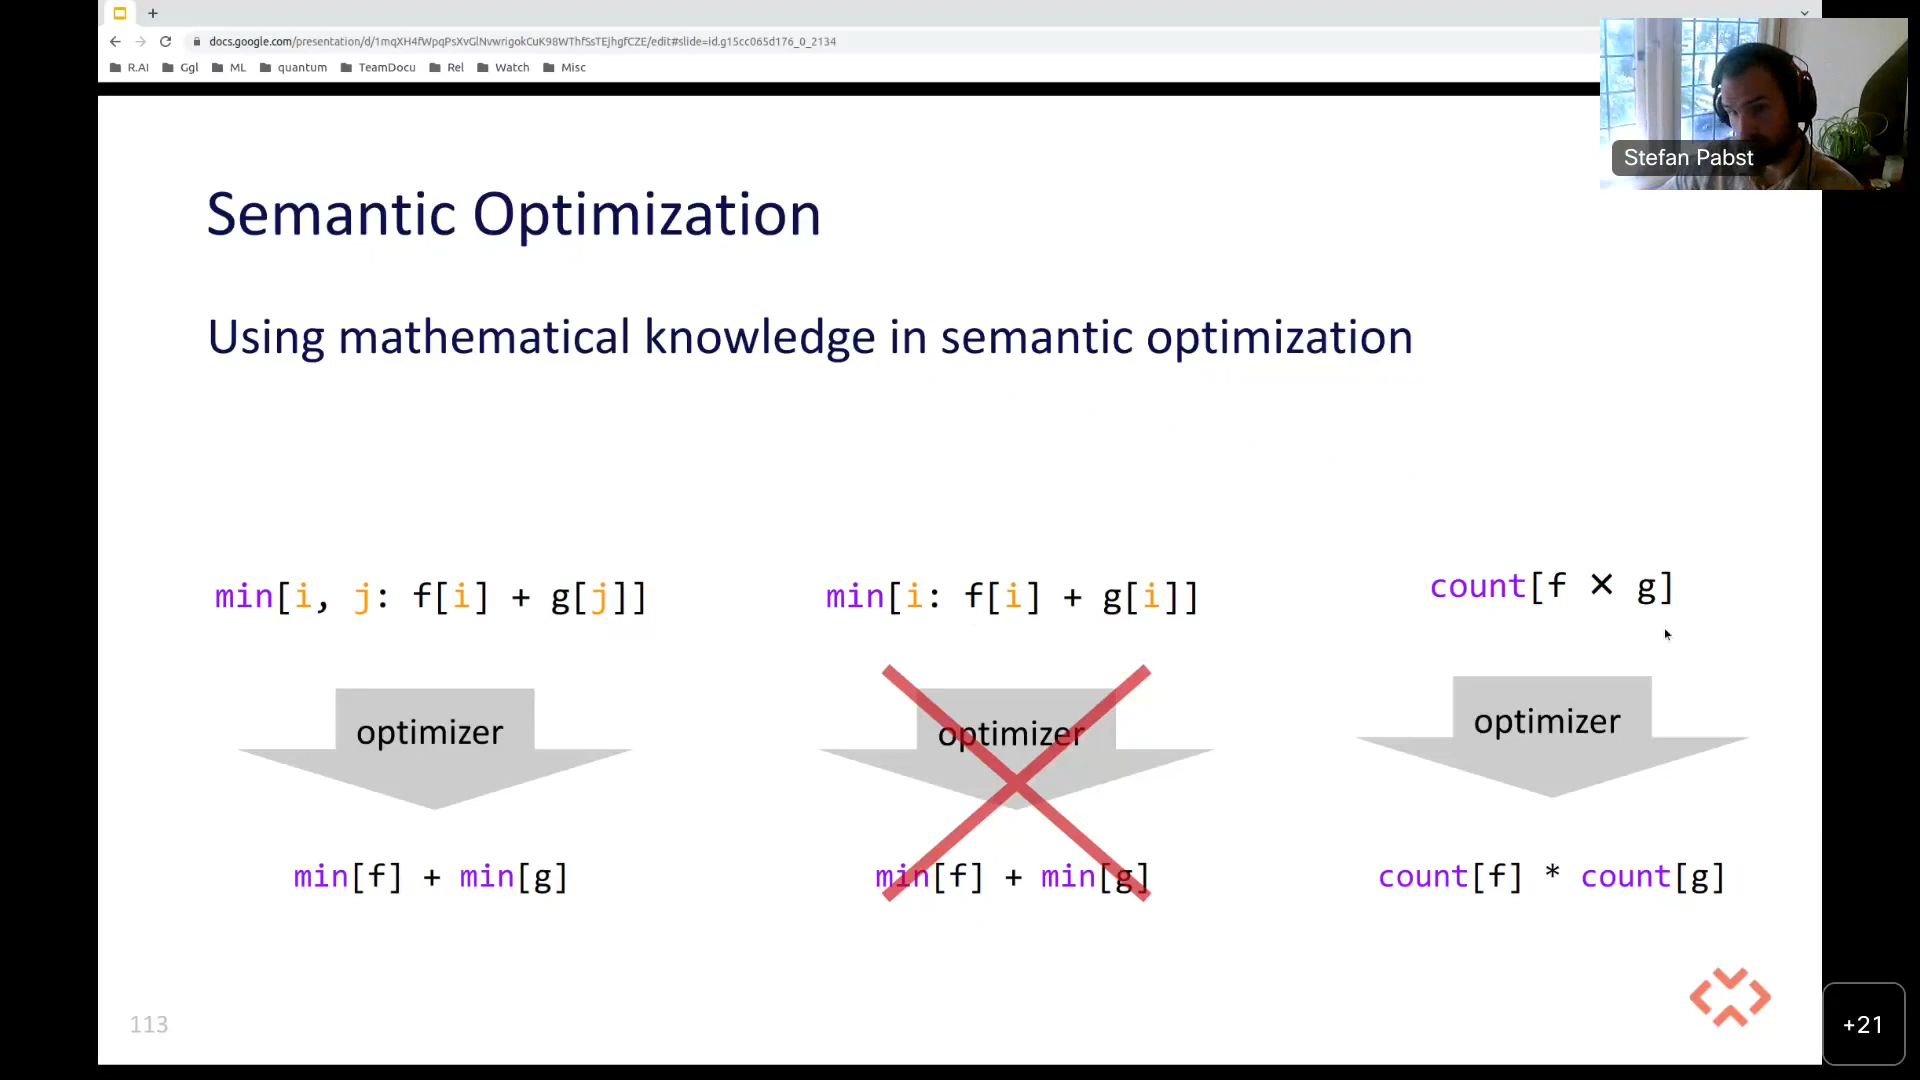 +
docs.google.com/presentation/d/1mqXH4fWpqPsXvGlNvwrigokCuK98WThfSsTEjhgfCZE/edit#slide=id.g15cc065d176_0_2134
R.AI Ggl ML quantum TeamDocu Rel Watch Misc
Stefan Pabst
Semantic Optimization
Using mathematical knowledge in semantic optimization
min[i, j: f[i] + g[j]]
min[i: f[i] + g[i]]
count[f × g]
optimizer
optimizer
optimizer
min[f] + min[g]
min[f] + min[g]
count[f] * count[g]
113
+21